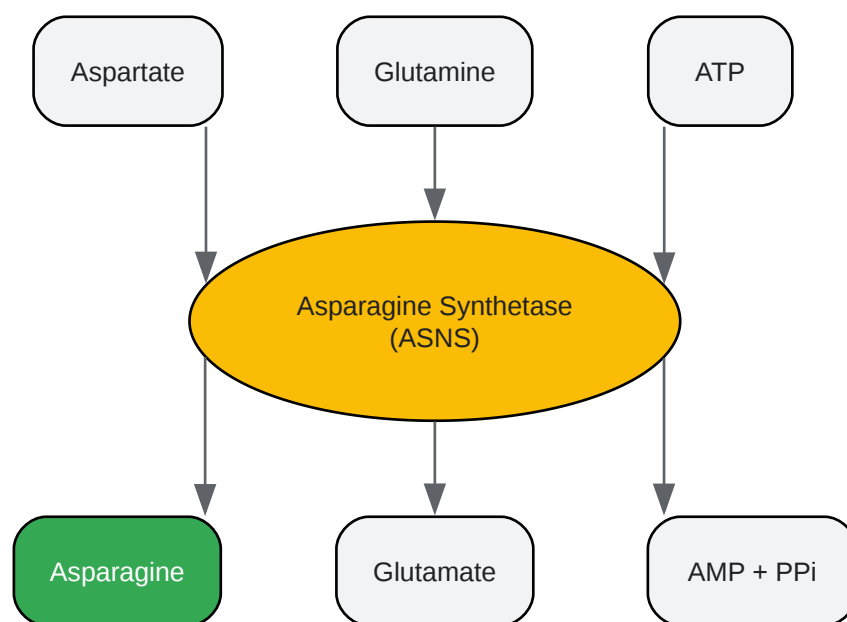 Aspartate
Glutamine
ATP
Asparagine Synthetase
(ASNS)
Asparagine
Glutamate
AMP + PPi